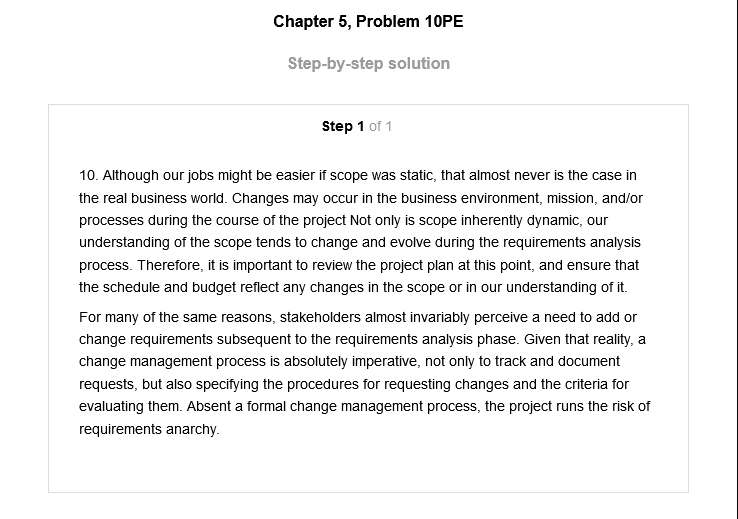 Chapter 5, Problem 10PE
Step-by-step solution
Step 1 of 1
10. Although our jobs might be easier if scope was static, that almost never is the case in
the real business world. Changes may occur in the business environment, mission, and/or
processes during the course of the project Not only is scope inherently dynamic, our
understanding of the scope tends to change and evolve during the requirements analysis
process. Therefore, it is important to review the project plan at this point, and ensure that
the schedule and budget reflect any changes in the scope or in our understanding of it.
For many of the same reasons, stakeholders almost invariably perceive a need to add or
change requirements subsequent to the requirements analysis phase. Given that reality, a
change management process is absolutely imperative, not only to track and document
requests, but also specifying the procedures for requesting changes and the criteria for
evaluating them. Absent a formal change management process, the project runs the risk of
requirements anarchy.